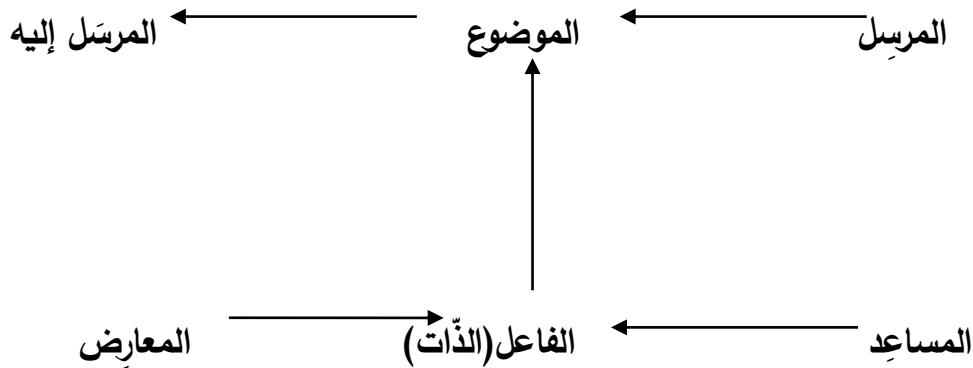 المرسِل الموضوع المرسَل إليه
المساعِد الفاعل(الذّات) المعارِض